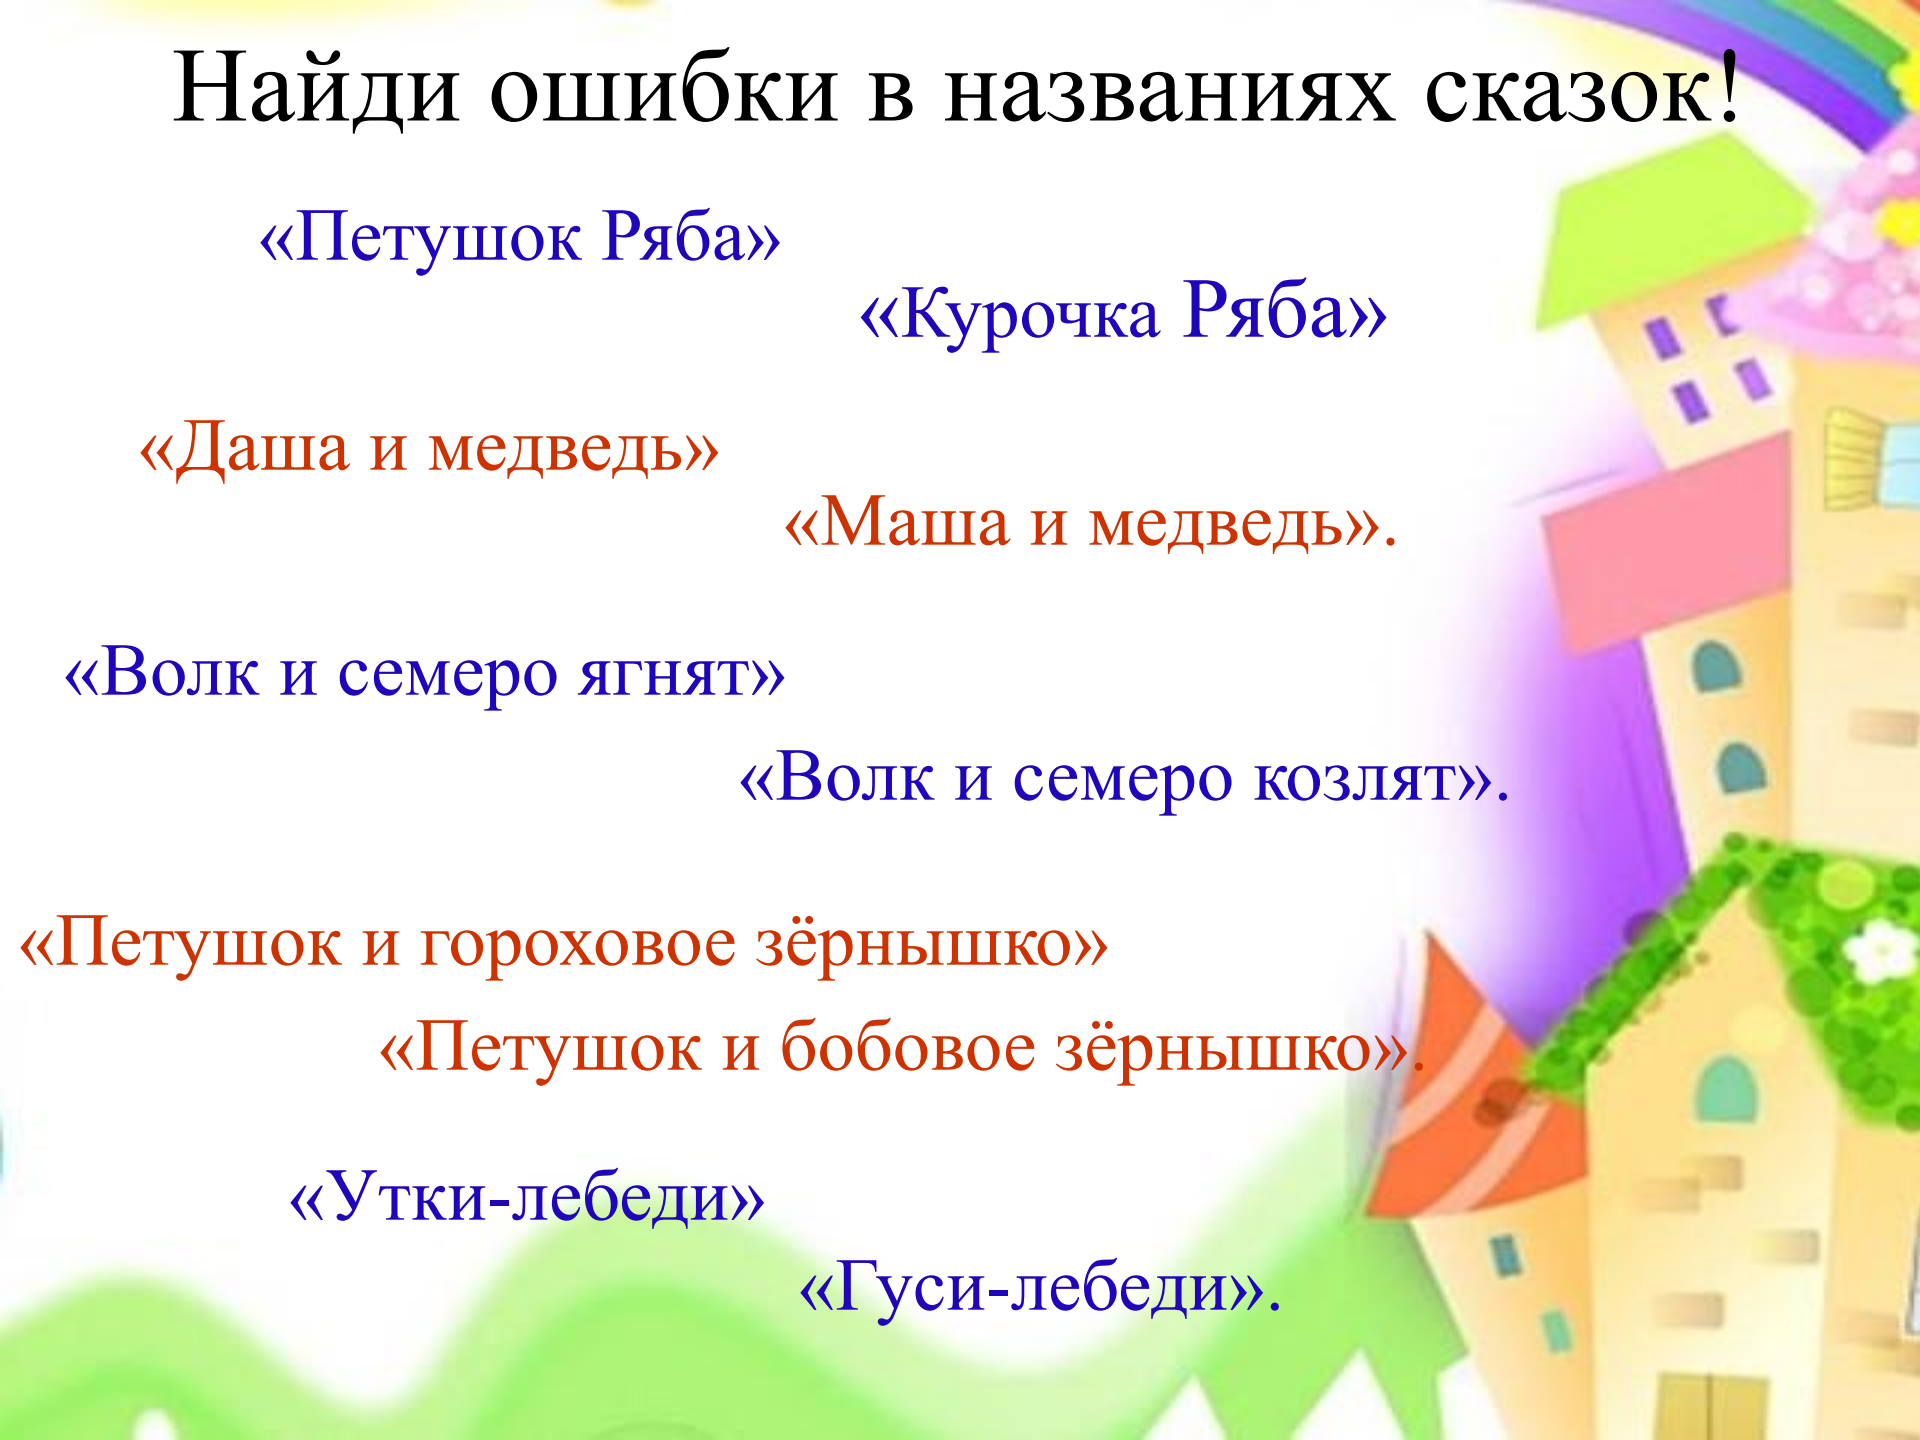 Найди ошибки в названиях сказок!
«Петушок Ряба»
«Курочка Ряба»
«Даша и медведь»
«Маша и медведь».
«Волк и семеро ягнят»
«Волк и семеро козлят».
«Петушок и гороховое зёрнышко»
«Петушок и бобовое зёрнышко».
«Утки-лебеди»
«Гуси-лебеди».